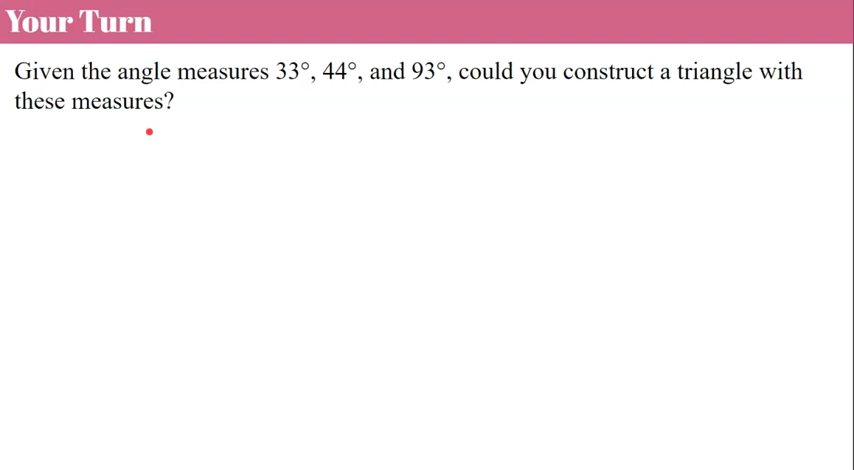 Your Turn
Given the angle measures 33°, 44°, and 93°, could you construct a triangle with
these measures?